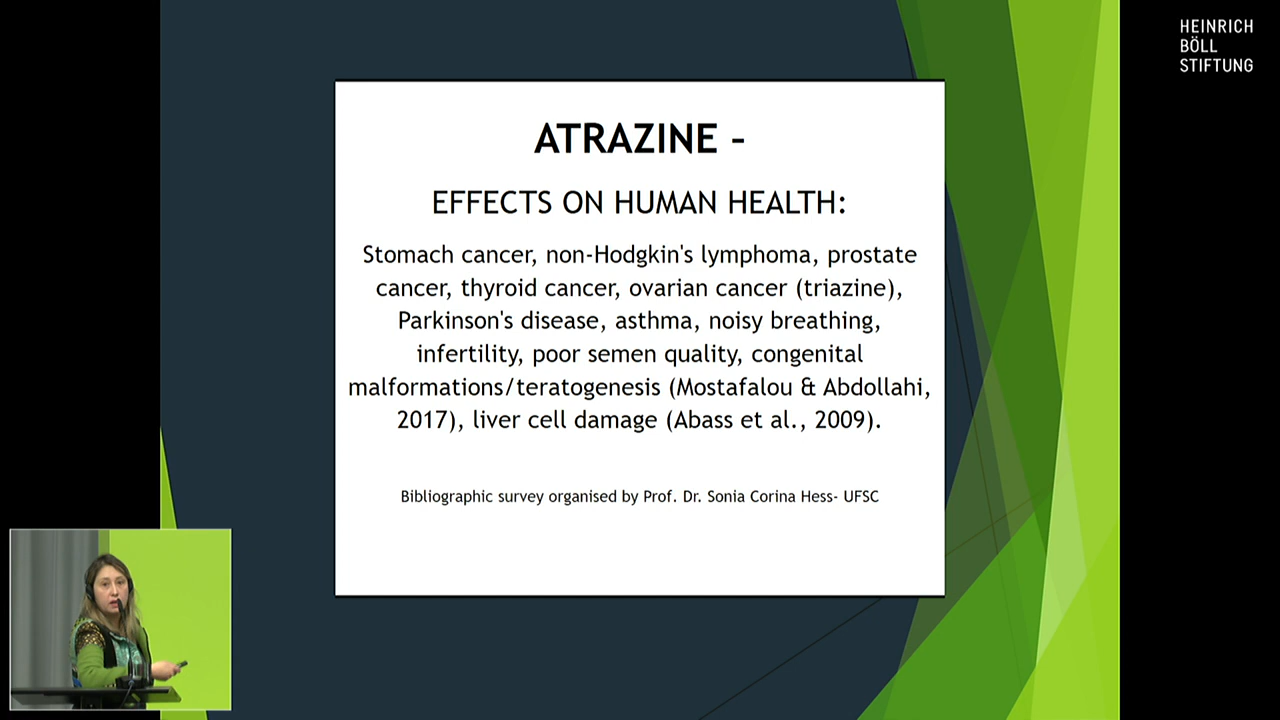 HEINRICH
BÖLL
STIFTUNG
ATRAZINE –
EFFECTS ON HUMAN HEALTH:
Stomach cancer, non-Hodgkin's lymphoma, prostate
cancer, thyroid cancer, ovarian cancer (triazine),
Parkinson's disease, asthma, noisy breathing,
infertility, poor semen quality, congenital
malformations/teratogenesis (Mostafalou & Abdollahi,
2017), liver cell damage (Abass et al., 2009).
Bibliographic survey organised by Prof. Dr. Sonia Corina Hess- UFSC